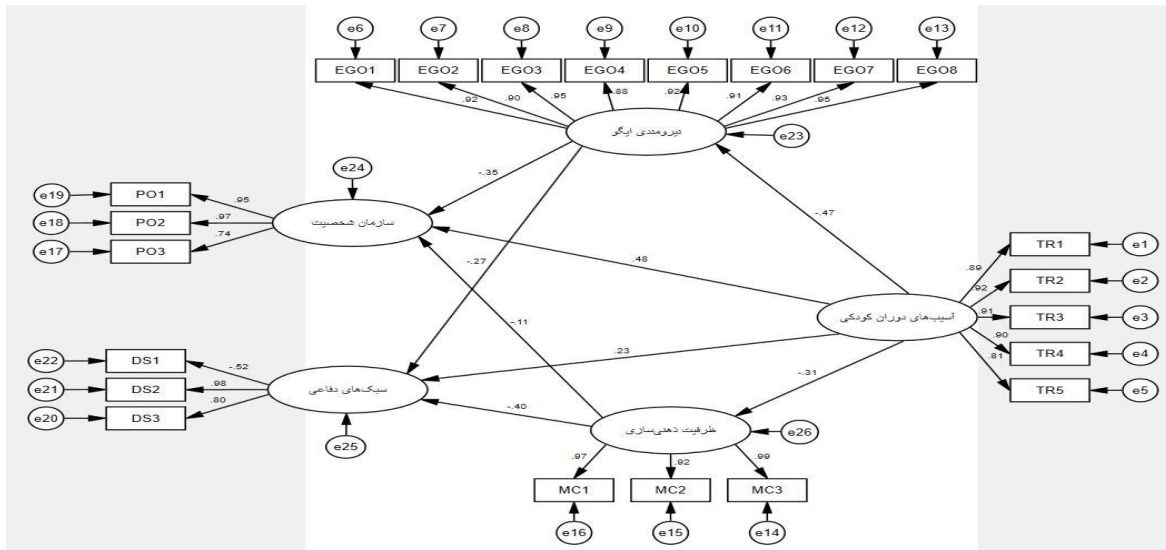 e6 e7 e8 e9 e10 e11 e12 e13
EGO1 EGO2 EGO3 EGO4 EGO5 EGO6 EGO7 EGO8
.92 .90 .95 .88 .92 .91 .93 .95
نیرومندی ایگو
e23
e24
-.35
-.47
e19 PO1 .95
e18 PO2 .97
e17 PO3 .74
سازمان شخصیت
-.27
.48
-.11
TR1 e1 .89
TR2 e2 .92
TR3 e3 .91
TR4 e4 .90
TR5 e5 .81
آسیب‌های دوران کودکی
.23
-.31
e22 DS1 -.52
e21 DS2 .98
e20 DS3 .80
سبک‌های دفاعی
-.40
e25
ظرفیت ذهنی‌سازی
e26
.97 .92 .99
MC1 MC2 MC3
e16 e15 e14